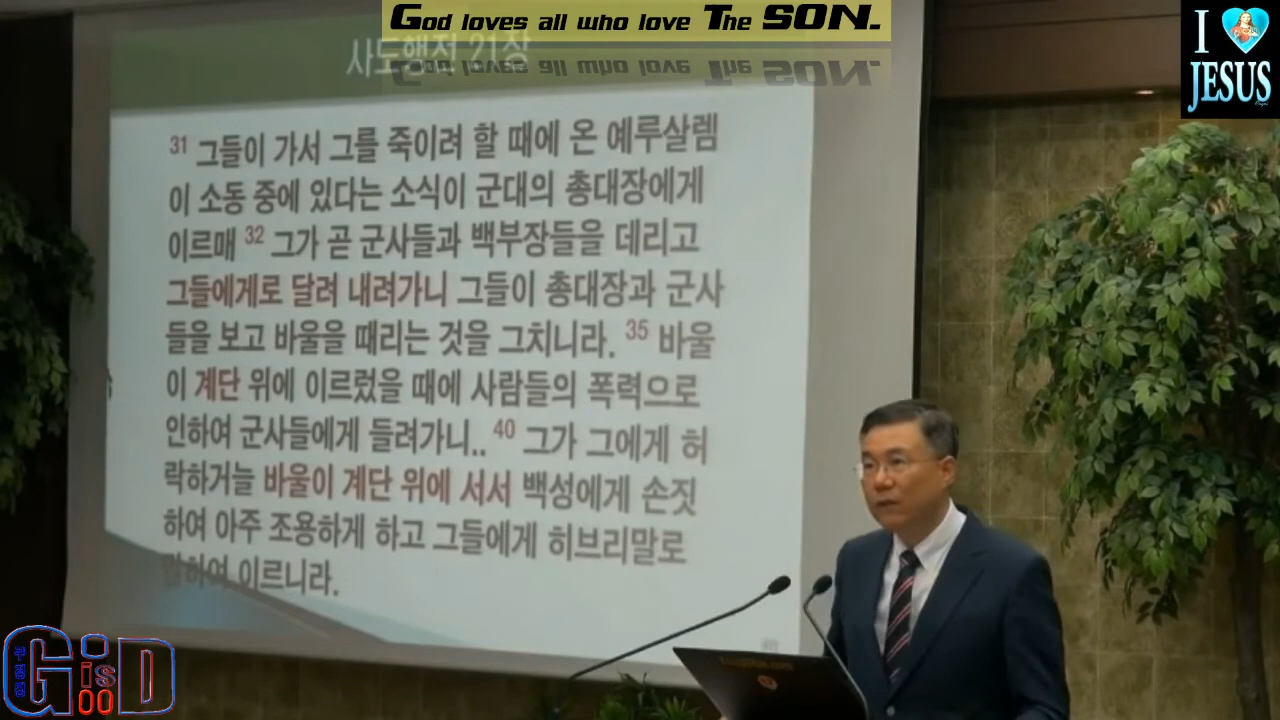 God loves all who love The SON.
I
JESUS
사도행전 21장
31 그들이 가서 그를 죽이려 할 때에 온 예루살렘
이 소동 중에 있다는 소식이 군대의 총대장에게
이르매 32 그가 곧 군사들과 백부장들을 데리고
그들에게로 달려 내려가니 그들이 총대장과 군사
들을 보고 바울을 때리는 것을 그치니라. 35 바울
이 계단 위에 이르렀을 때에 사람들의 폭력으로
인하여 군사들에게 들려가니.. 40 그가 그에게 허
락하거늘 바울이 계단 위에 서서 백성에게 손짓
하여 아주 조용하게 하고 그들에게 히브리말로
말하여 이르니라.
GOD
is